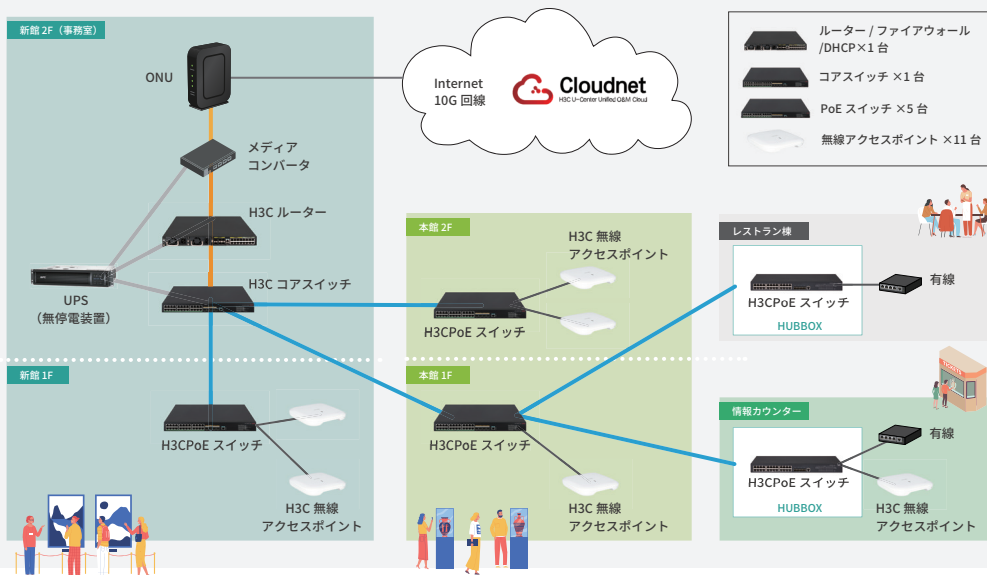 新館 2F（事務室）
ONU
Internet
10G 回線
Cloudnet
H3C U-Center Unified O&M Cloud
ルーター / ファイアウォール
/DHCP×1 台
コアスイッチ ×1 台
PoE スイッチ ×5 台
無線アクセスポイント ×11 台
メディア
コンバータ
H3C ルーター
H3C コアスイッチ
UPS
（無停電装置）
本館 2F
H3C 無線
アクセスポイント
H3CPoE スイッチ
レストラン棟
H3CPoE スイッチ
HUBBOX
有線
新館 1F
H3CPoE スイッチ
H3C 無線
アクセスポイント
本館 1F
H3CPoE スイッチ
H3C 無線
アクセスポイント
TICKETS
情報カウンター
有線
H3CPoE スイッチ
HUBBOX
H3C 無線
アクセスポイント